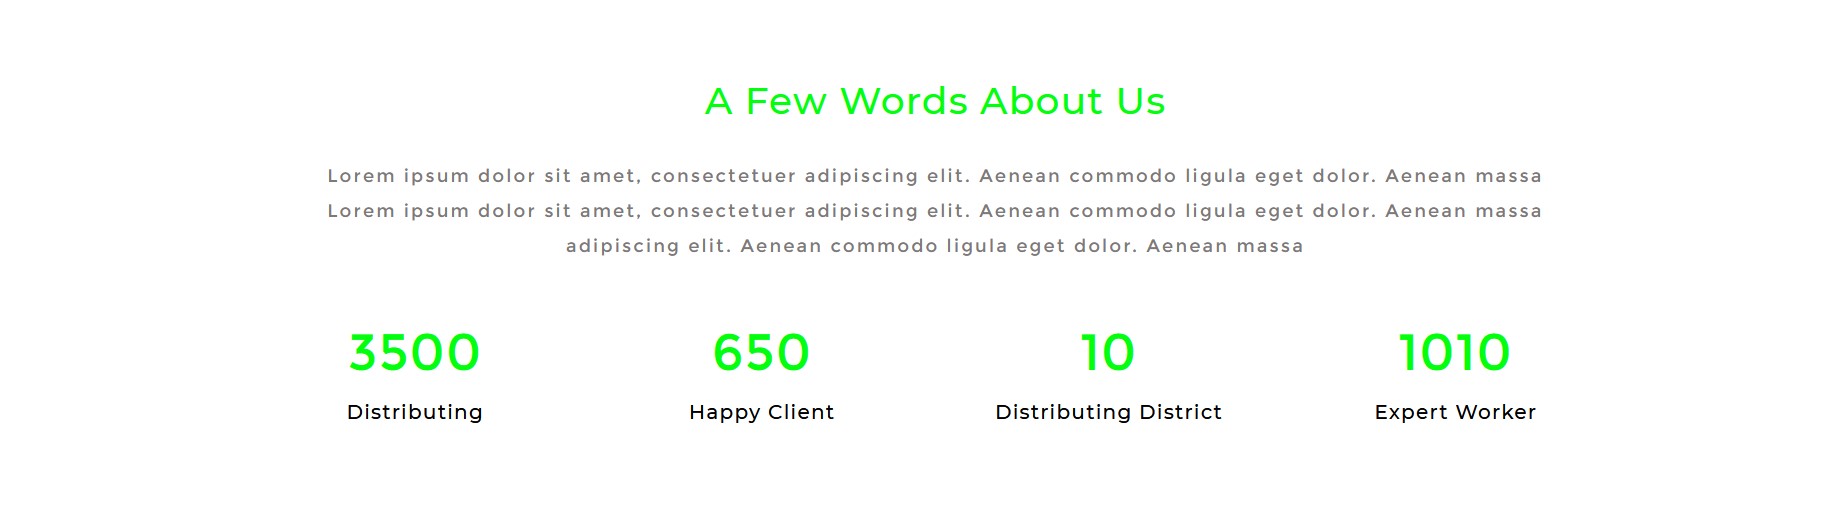 A Few Words About Us
Lorem ipsum dolor sit amet, consectetuer adipiscing elit. Aenean commodo ligula eget dolor. Aenean massa
Lorem ipsum dolor sit amet, consectetuer adipiscing elit. Aenean commodo ligula eget dolor. Aenean massa
adipiscing elit. Aenean commodo ligula eget dolor. Aenean massa
3500 650 10 1010
Distributing Happy Client Distributing District Expert Worker